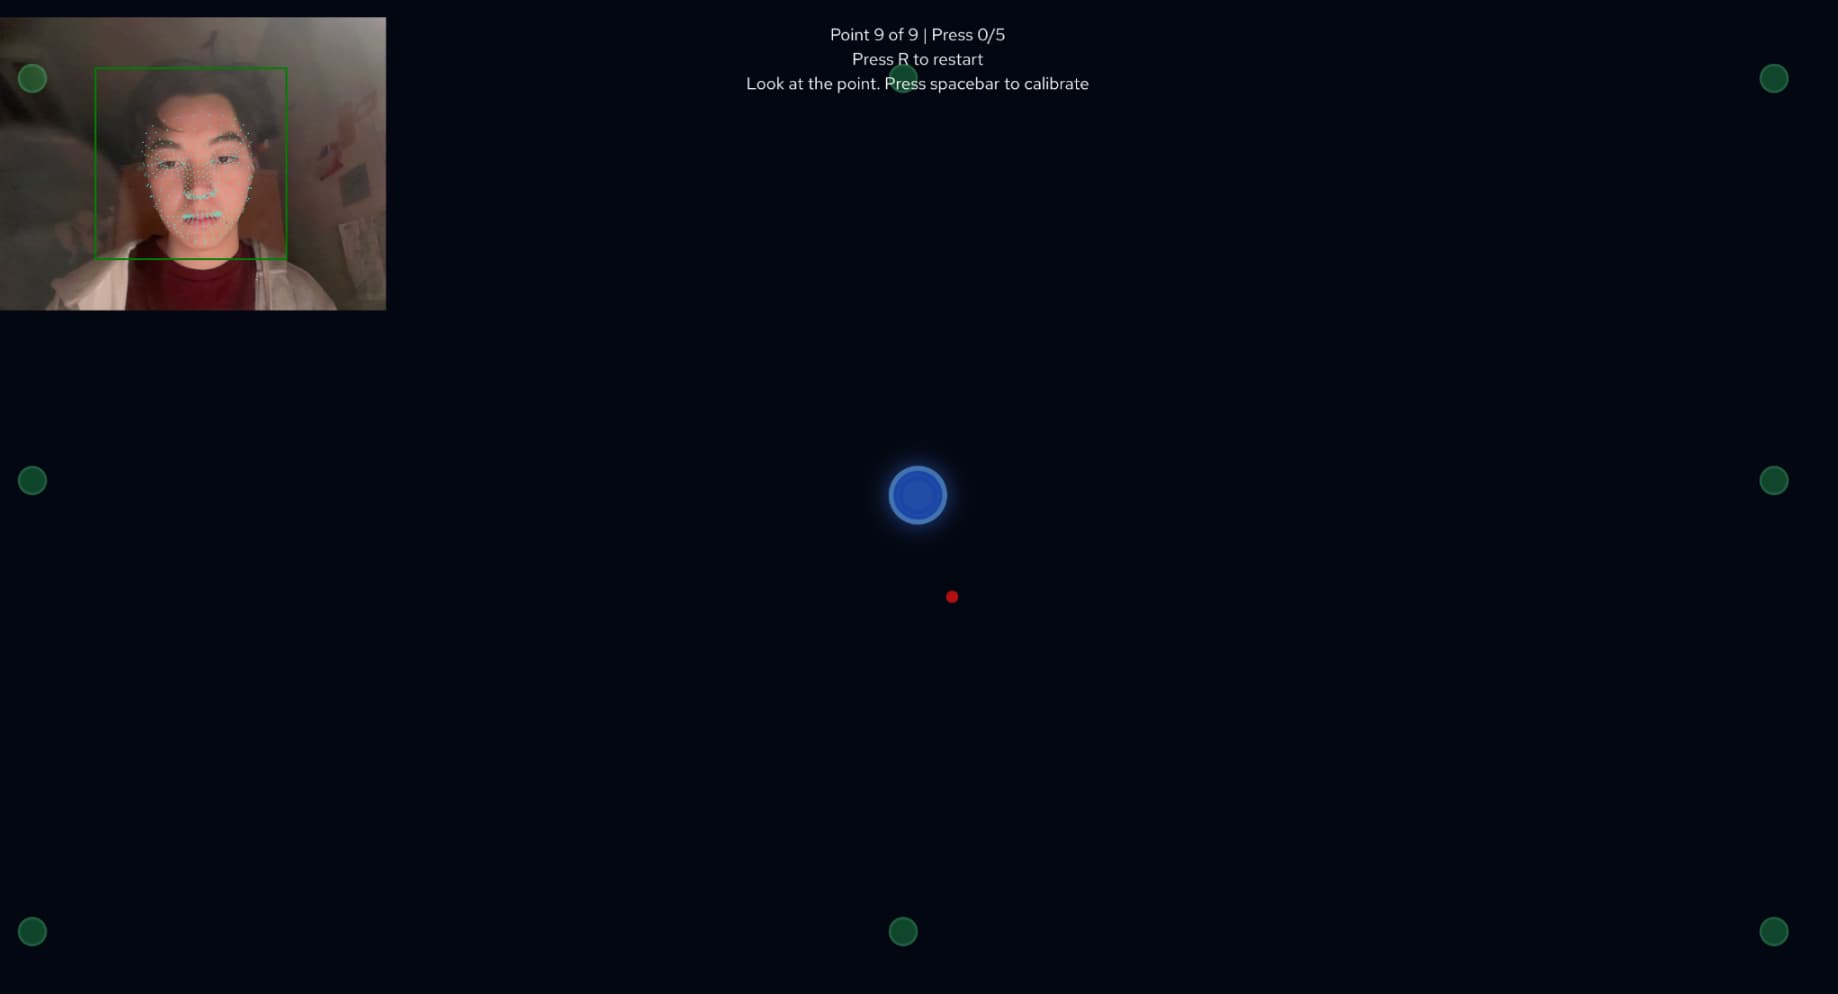 Point 9 of 9 | Press 0/5
Press R to restart
Look at the point. Press spacebar to calibrate